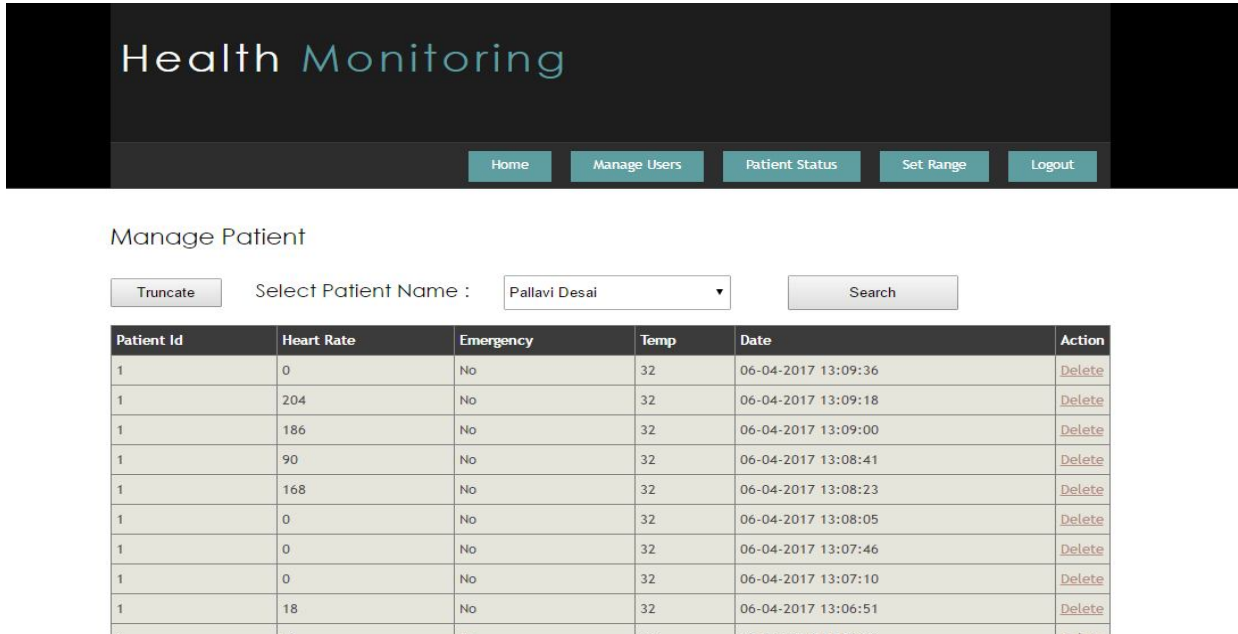 Health Monitoring
Home Manage Users Patient Status Set Range Logout
Manage Patient
Truncate Select Patient Name : Pallavi Desai Search
Patient Id Heart Rate Emergency Temp Date Action
1 0 No 32 06-04-2017 13:09:36 Delete
1 204 No 32 06-04-2017 13:09:18 Delete
1 186 No 32 06-04-2017 13:09:00 Delete
1 90 No 32 06-04-2017 13:08:41 Delete
1 168 No 32 06-04-2017 13:08:23 Delete
1 0 No 32 06-04-2017 13:08:05 Delete
1 0 No 32 06-04-2017 13:07:46 Delete
1 0 No 32 06-04-2017 13:07:10 Delete
1 18 No 32 06-04-2017 13:06:51 Delete